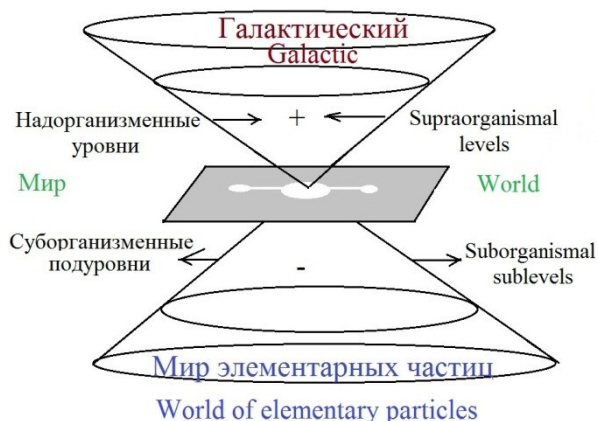 Галактический
Galactic
Надорганизменные
уровни
+
Supraorganismal
levels
Мир
World
Суборганизменные
подуровни
-
Suborganismal
sublevels
Мир элементарных частиц
World of elementary particles